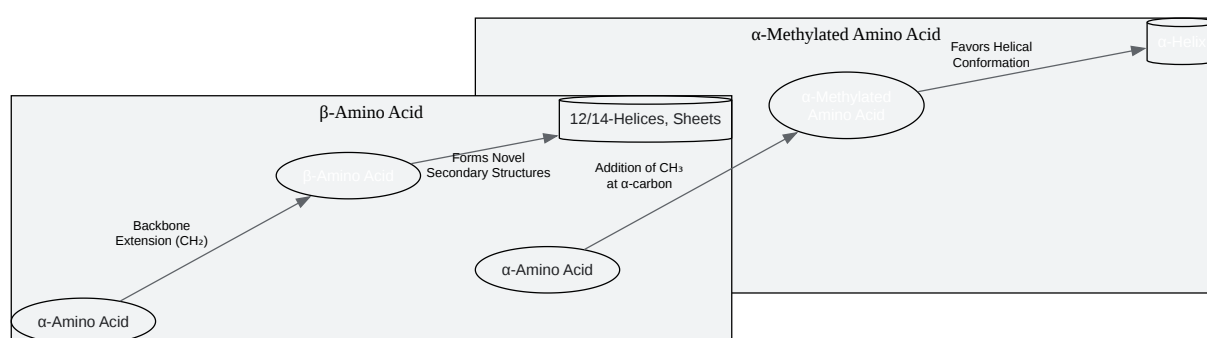 α-Methylated Amino Acid
Favors Helical
Conformation
α-Helix
α-Methylated
Amino Acid
β-Amino Acid
12/14-Helices, Sheets
Forms Novel
Secondary Structures
β-Amino Acid
Addition of CH₃
at α-carbon
Backbone
Extension (CH₂)
α-Amino Acid
α-Amino Acid